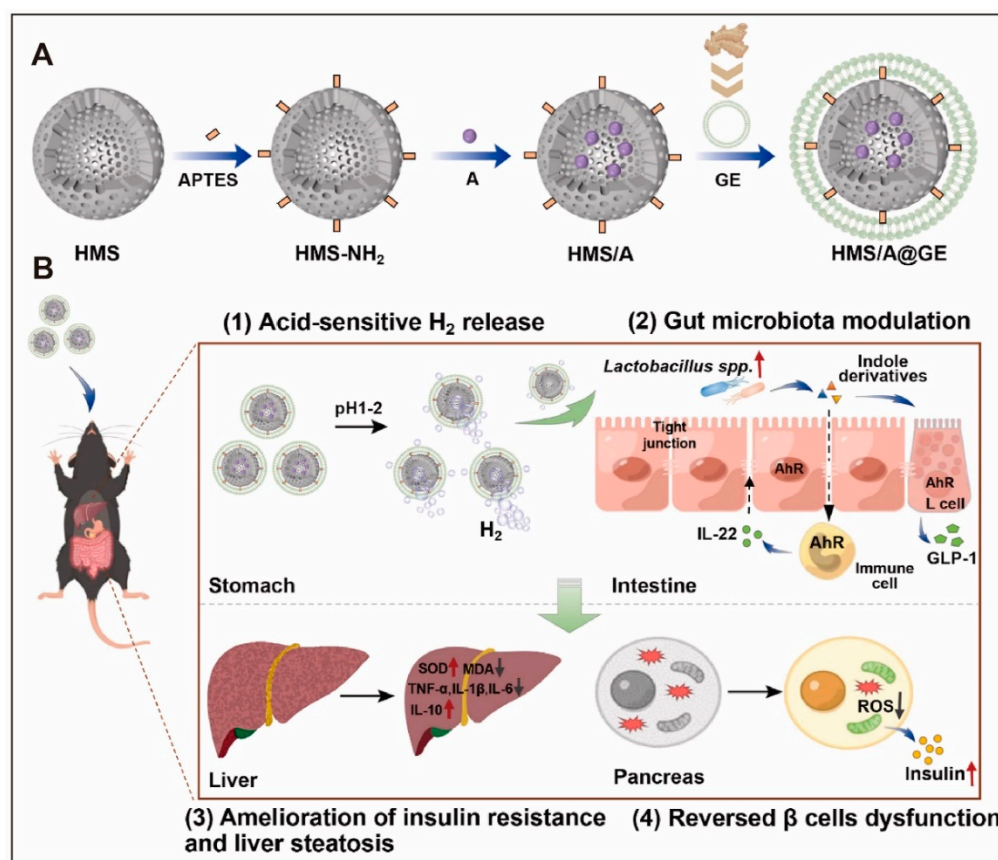 A
APTES
A
GE
HMS
HMS-NH₂
HMS/A
HMS/A@GE
B
(1) Acid-sensitive H₂ release
(2) Gut microbiota modulation
Lactobacillus spp.
Indole
derivatives
pH1-2
Tight
junction
AhR
AhR
L cell
H₂
IL-22
AhR
Immune
cell
GLP-1
Stomach
Intestine
SOD MDA
TNF-α,IL-1β,IL-6
IL-10
ROS
Insulin
Liver
Pancreas
(3) Amelioration of insulin resistance
and liver steatosis
(4) Reversed β cells dysfunction